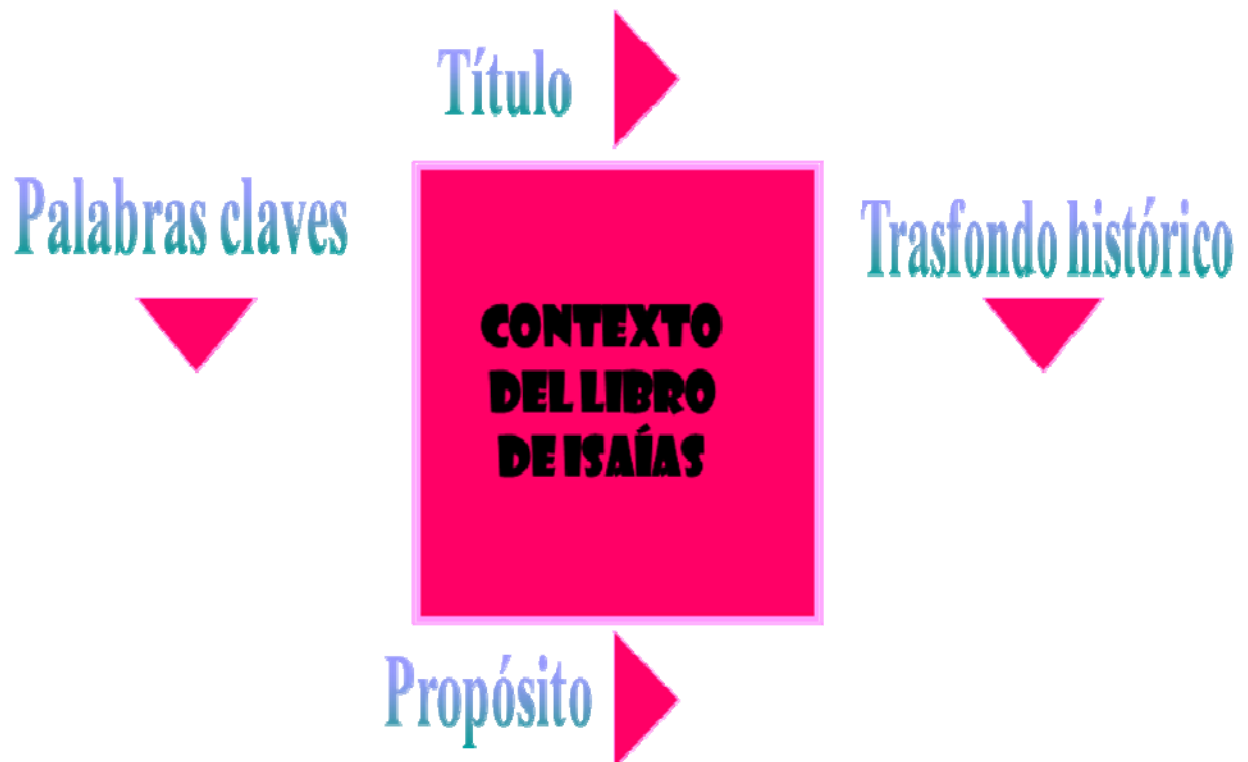 Título
Palabras claves
Trasfondo histórico
CONTEXTO
DEL LIBRO
DE ISAÍAS
Propósito